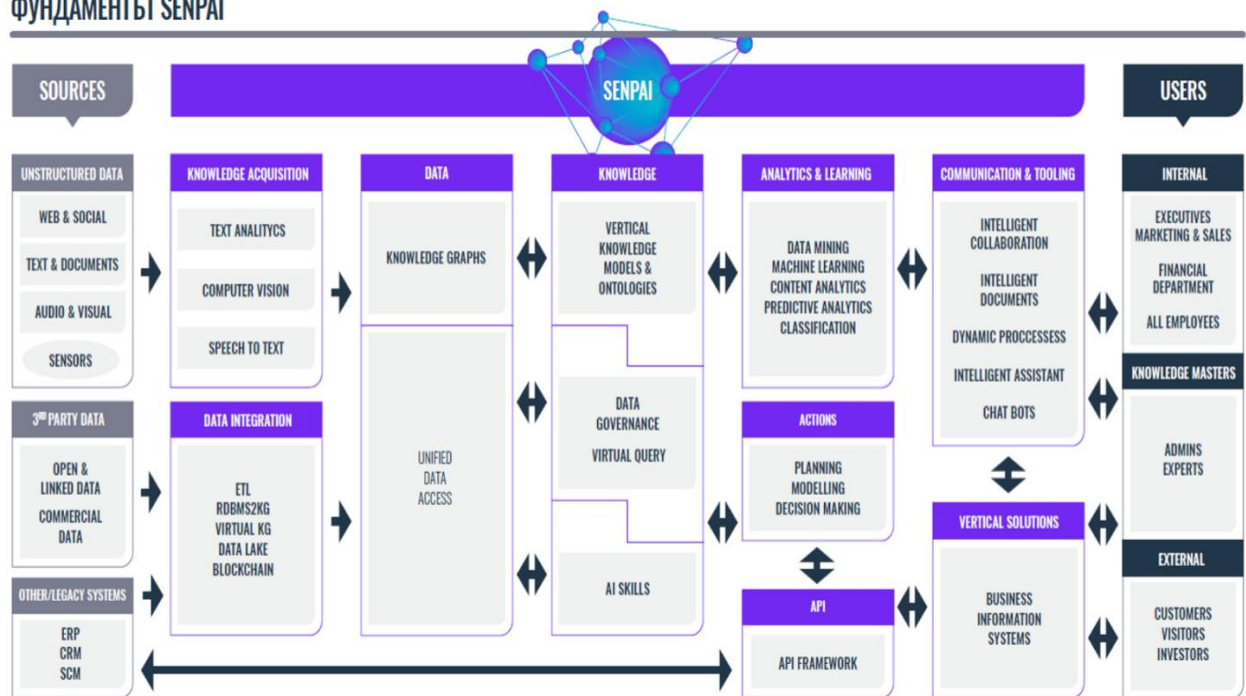 ФУНДАМЕНТЪТ SENPAI
SOURCES
SENPAI
USERS
UNSTRUCTURED DATA
WEB & SOCIAL
TEXT & DOCUMENTS
AUDIO & VISUAL
SENSORS
3RD PARTY DATA
OPEN &
LINKED DATA
COMMERCIAL
DATA
OTHER/LEGACY SYSTEMS
ERP
CRM
SCM
KNOWLEDGE ACQUISITION
TEXT ANALITYCS
COMPUTER VISION
SPEECH TO TEXT
DATA INTEGRATION
ETL
RDBMS2KG
VIRTUAL KG
DATA LAKE
BLOCKCHAIN
DATA
KNOWLEDGE GRAPHS
UNIFIED
DATA
ACCESS
KNOWLEDGE
VERTICAL
KNOWLEDGE
MODELS &
ONTOLOGIES
DATA
GOVERNANCE
VIRTUAL QUERY
AI SKILLS
ANALYTICS & LEARNING
DATA MINING
MACHINE LEARNING
CONTENT ANALYTICS
PREDICTIVE ANALYTICS
CLASSIFICATION
ACTIONS
PLANNING
MODELLING
DECISION MAKING
API
API FRAMEWORK
COMMUNICATION & TOOLING
INTELLIGENT
COLLABORATION
INTELLIGENT
DOCUMENTS
DYNAMIC PROCCESSESS
INTELLIGENT ASSISTANT
CHAT BOTS
VERTICAL SOLUTIONS
BUSINESS
INFORMATION
SYSTEMS
INTERNAL
EXECUTIVES
MARKETING & SALES
FINANCIAL
DEPARTMENT
ALL EMPLOYEES
KNOWLEDGE MASTERS
ADMINS
EXPERTS
EXTERNAL
CUSTOMERS
VISITORS
INVESTORS